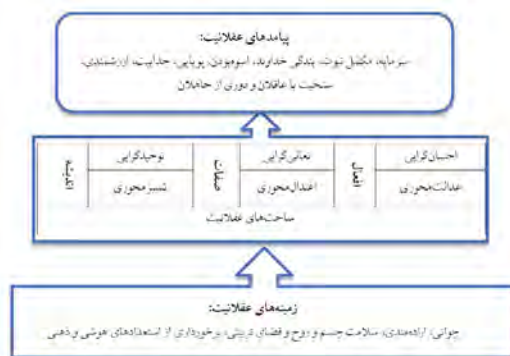 پیامدهای عقلانیت:
سرمایه، مکمل نبوت، بندگی خداوند، اسوه‌بودن، پویایی، جذابیت، ارزشمندی،
سنخیت با عاقلان و دوری از جاهلان
احسان‌گرایی
عدالت‌محوری
افعال
تعالی‌گرایی
اعتدال‌محوری
صفات
توحیدگرایی
تمییزمحوری
اندیشه
ساحت‌های عقلانیت
زمینه‌های عقلانیت:
جوانی، اراده‌مندی، سلامت جسم و روح و فضای تربیتی، برخورداری از استعدادهای هوشی و ذهنی